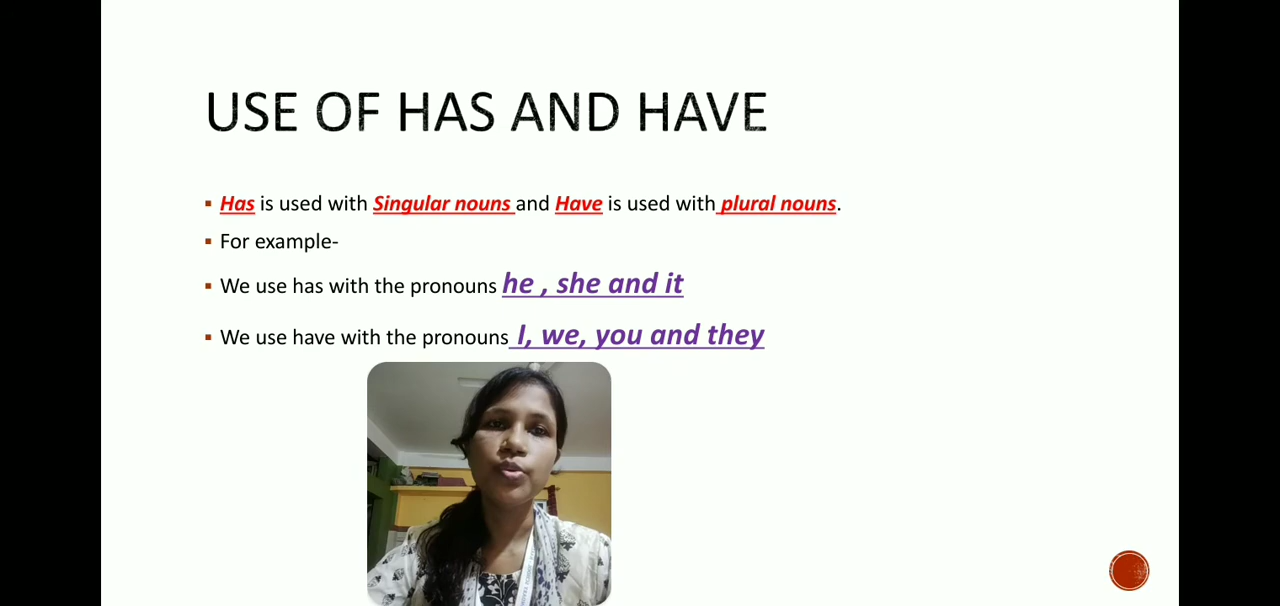 USE OF HAS AND HAVE
Has is used with Singular nouns and Have is used with plural nouns.
For example-
We use has with the pronouns he , she and it
We use have with the pronouns I, we, you and they